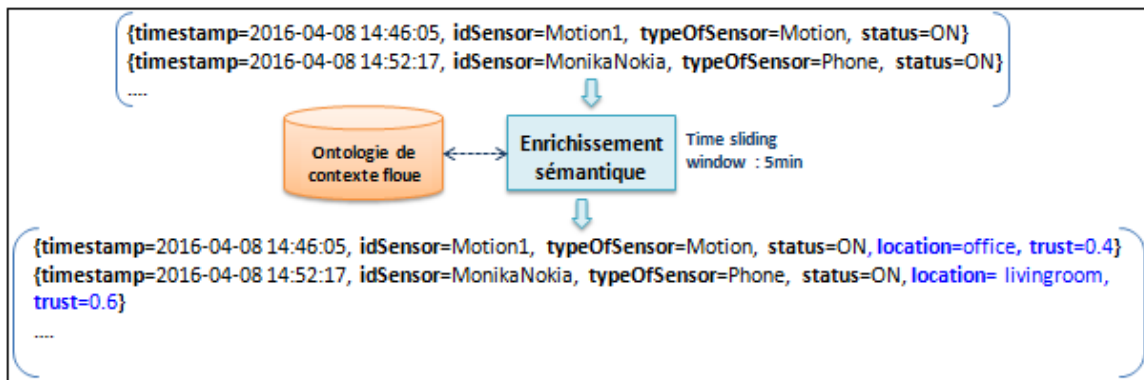 {timestamp=2016-04-08 14:46:05, idSensor=Motion1, typeOfSensor=Motion, status=ON}
{timestamp=2016-04-08 14:52:17, idSensor=MonikaNokia, typeOfSensor=Phone, status=ON}
....
Ontologie de
contexte floue
Enrichissement
sémantique
Time sliding
window : 5min
{timestamp=2016-04-08 14:46:05, idSensor=Motion1, typeOfSensor=Motion, status=ON, location=office, trust=0.4}
{timestamp=2016-04-08 14:52:17, idSensor=MonikaNokia, typeOfSensor=Phone, status=ON, location= livingroom,
trust=0.6}
....